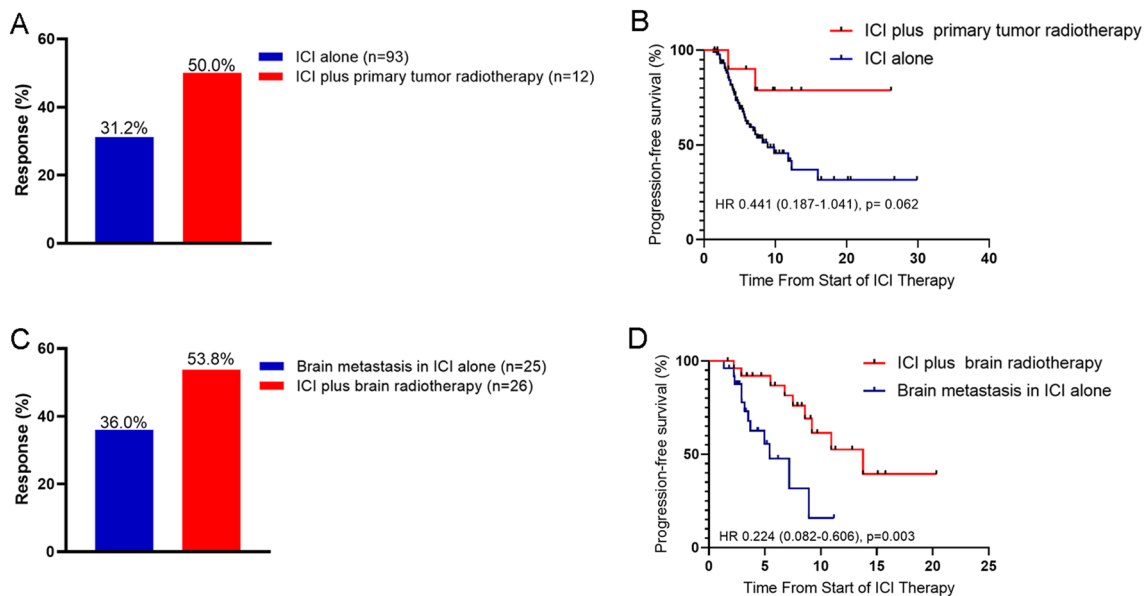 A
60
40
20
0
Response (%)
31.2%
50.0%
ICI alone (n=93)
ICI plus primary tumor radiotherapy (n=12)
B
ICI plus primary tumor radiotherapy
ICI alone
100
50
0
Progression-free survival (%)
HR 0.441 (0.187-1.041), p= 0.062
0 10 20 30 40
Time From Start of ICI Therapy
C
60
40
20
0
Response (%)
36.0%
53.8%
Brain metastasis in ICI alone (n=25)
ICI plus brain radiotherapy (n=26)
D
ICI plus brain radiotherapy
Brain metastasis in ICI alone
100
50
0
Progression-free survival (%)
HR 0.224 (0.082-0.606), p=0.003
0 5 10 15 20 25
Time From Start of ICI Therapy